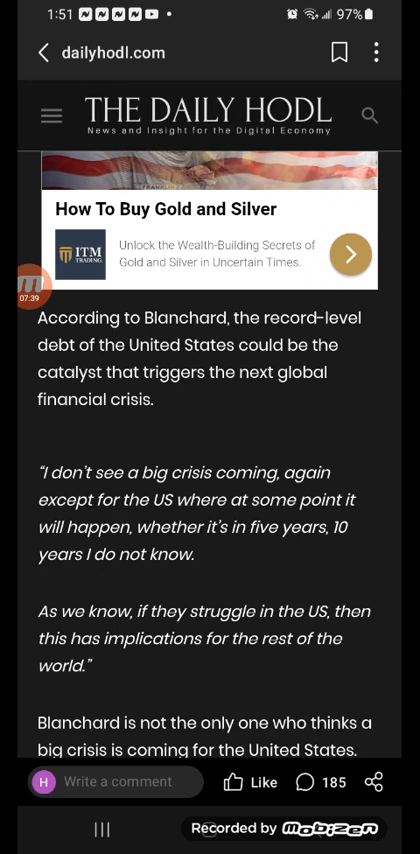 1:51
97%
dailyhodl.com
THE DAILY HODL
News and Insight for the Digital Economy
How To Buy Gold and Silver
ITM
TRADING.
Unlock the Wealth-Building Secrets of
Gold and Silver in Uncertain Times.
07:39
According to Blanchard, the record-level
debt of the United States could be the
catalyst that triggers the next global
financial crisis.
“I don’t see a big crisis coming, again
except for the US where at some point it
will happen, whether it’s in five years, 10
years I do not know.
As we know, if they struggle in the US, then
this has implications for the rest of the
world.”
Blanchard is not the only one who thinks a
big crisis is coming for the United States.
H
Write a comment
Like
185
Recorded by mobizen